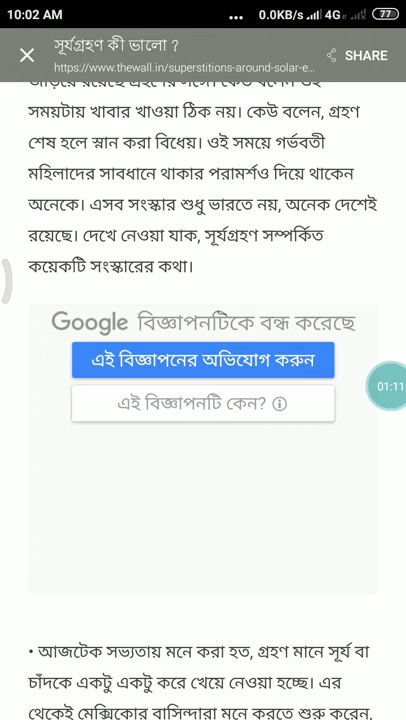 10:02 AM ... 0.0KB/s 4G 77
সূর্যগ্রহণ কী ভালো ?
https://www.thewall.in/superstitions-around-solar-e...
SHARE
সময়টায় খাবার খাওয়া ঠিক নয়। কেউ বলেন, গ্রহণ
শেষ হলে স্নান করা বিধেয়। ওই সময়ে গর্ভবতী
মহিলাদের সাবধানে থাকার পরামর্শও দিয়ে থাকেন
অনেকে। এসব সংস্কার শুধু ভারতে নয়, অনেক দেশেই
রয়েছে। দেখে নেওয়া যাক, সূর্যগ্রহণ সম্পর্কিত
কয়েকটি সংস্কারের কথা।
Google বিজ্ঞাপনটিকে বন্ধ করেছে
এই বিজ্ঞাপনের অভিযোগ করুন
এই বিজ্ঞাপনটি কেন?
01:11
• আজটেক সভ্যতায় মনে করা হত, গ্রহণ মানে সূর্য বা
চাঁদকে একটু একটু করে খেয়ে নেওয়া হচ্ছে। এর
থেকেই মেক্সিকোর বাসিন্দারা মনে করতে শুরু করেন,